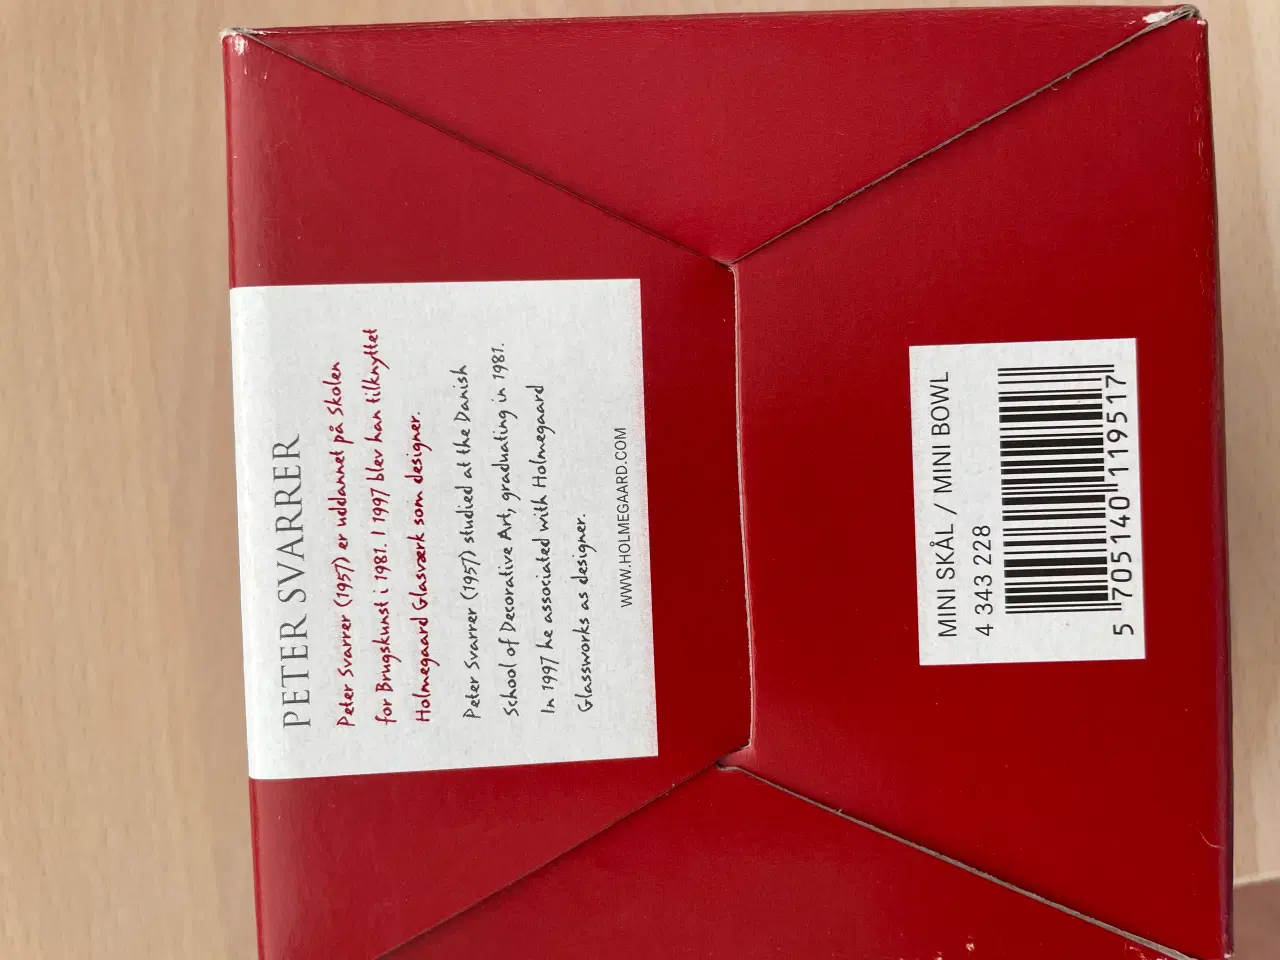 PETER SVARRER
Peter Svarrer (1957) er uddannet på Skolen
for Brugskunst i 1981. I 1997 blev han tilknyttet
Holmegaard Glasværk som designer.
Peter Svarrer (1957) studied at the Danish
School of Decorative Art, graduating in 1981.
In 1997 he associated with Holmegaard
Glassworks as designer.
WWW.HOLMEGAARD.COM
MINI SKÅL / MINI BOWL
4 343 228
5 705140 119517